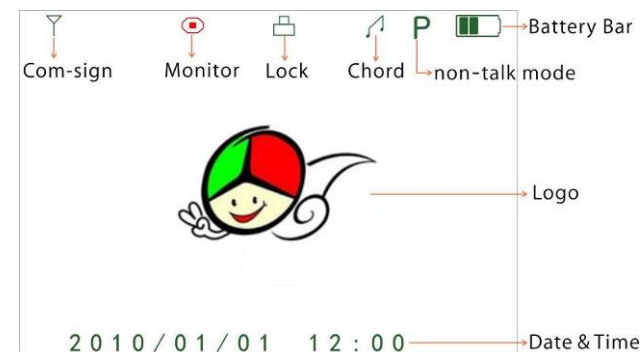 P Battery Bar
Com-sign Monitor Lock Chord non-talk mode
Logo
2010/01/01 12:00 Date & Time